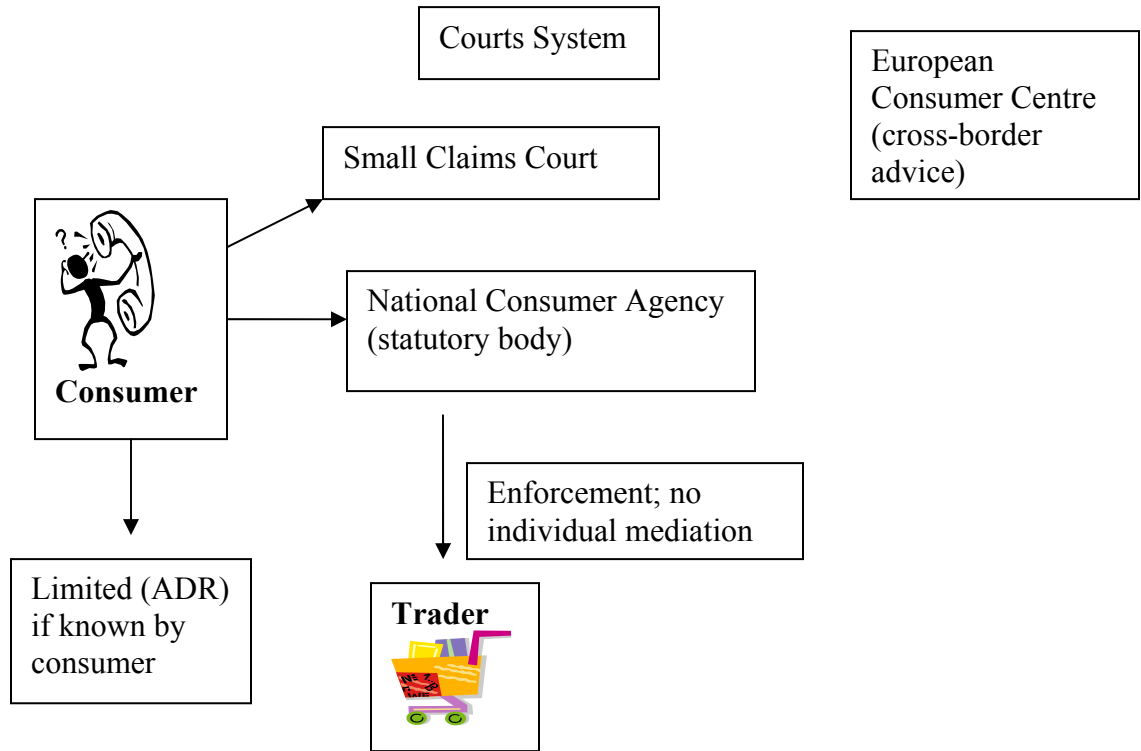 Courts System
European
Consumer Centre
(cross-border
advice)
Small Claims Court
?
Consumer
National Consumer Agency
(statutory body)
Enforcement; no
individual mediation
Limited (ADR)
if known by
consumer
Trader